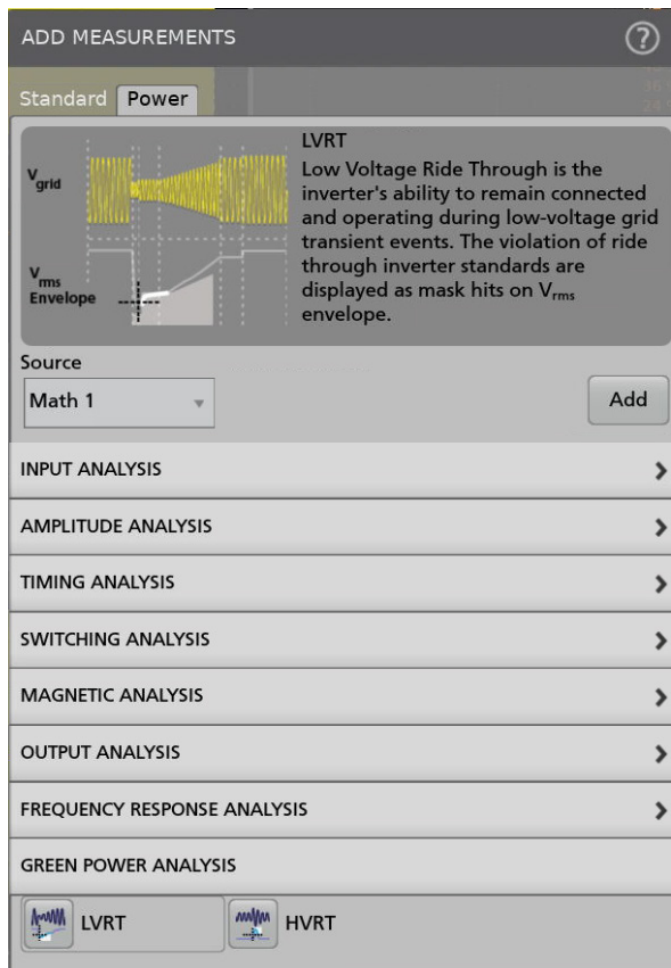 ADD MEASUREMENTS
?
Standard Power
LVRT
Low Voltage Ride Through is the
inverter's ability to remain connected
and operating during low-voltage grid
transient events. The violation of ride
through inverter standards are
displayed as mask hits on Vrms
envelope.
Vgrid
Vrms
Envelope
Source
Math 1
Add
INPUT ANALYSIS
AMPLITUDE ANALYSIS
TIMING ANALYSIS
SWITCHING ANALYSIS
MAGNETIC ANALYSIS
OUTPUT ANALYSIS
FREQUENCY RESPONSE ANALYSIS
GREEN POWER ANALYSIS
LVRT HVRT